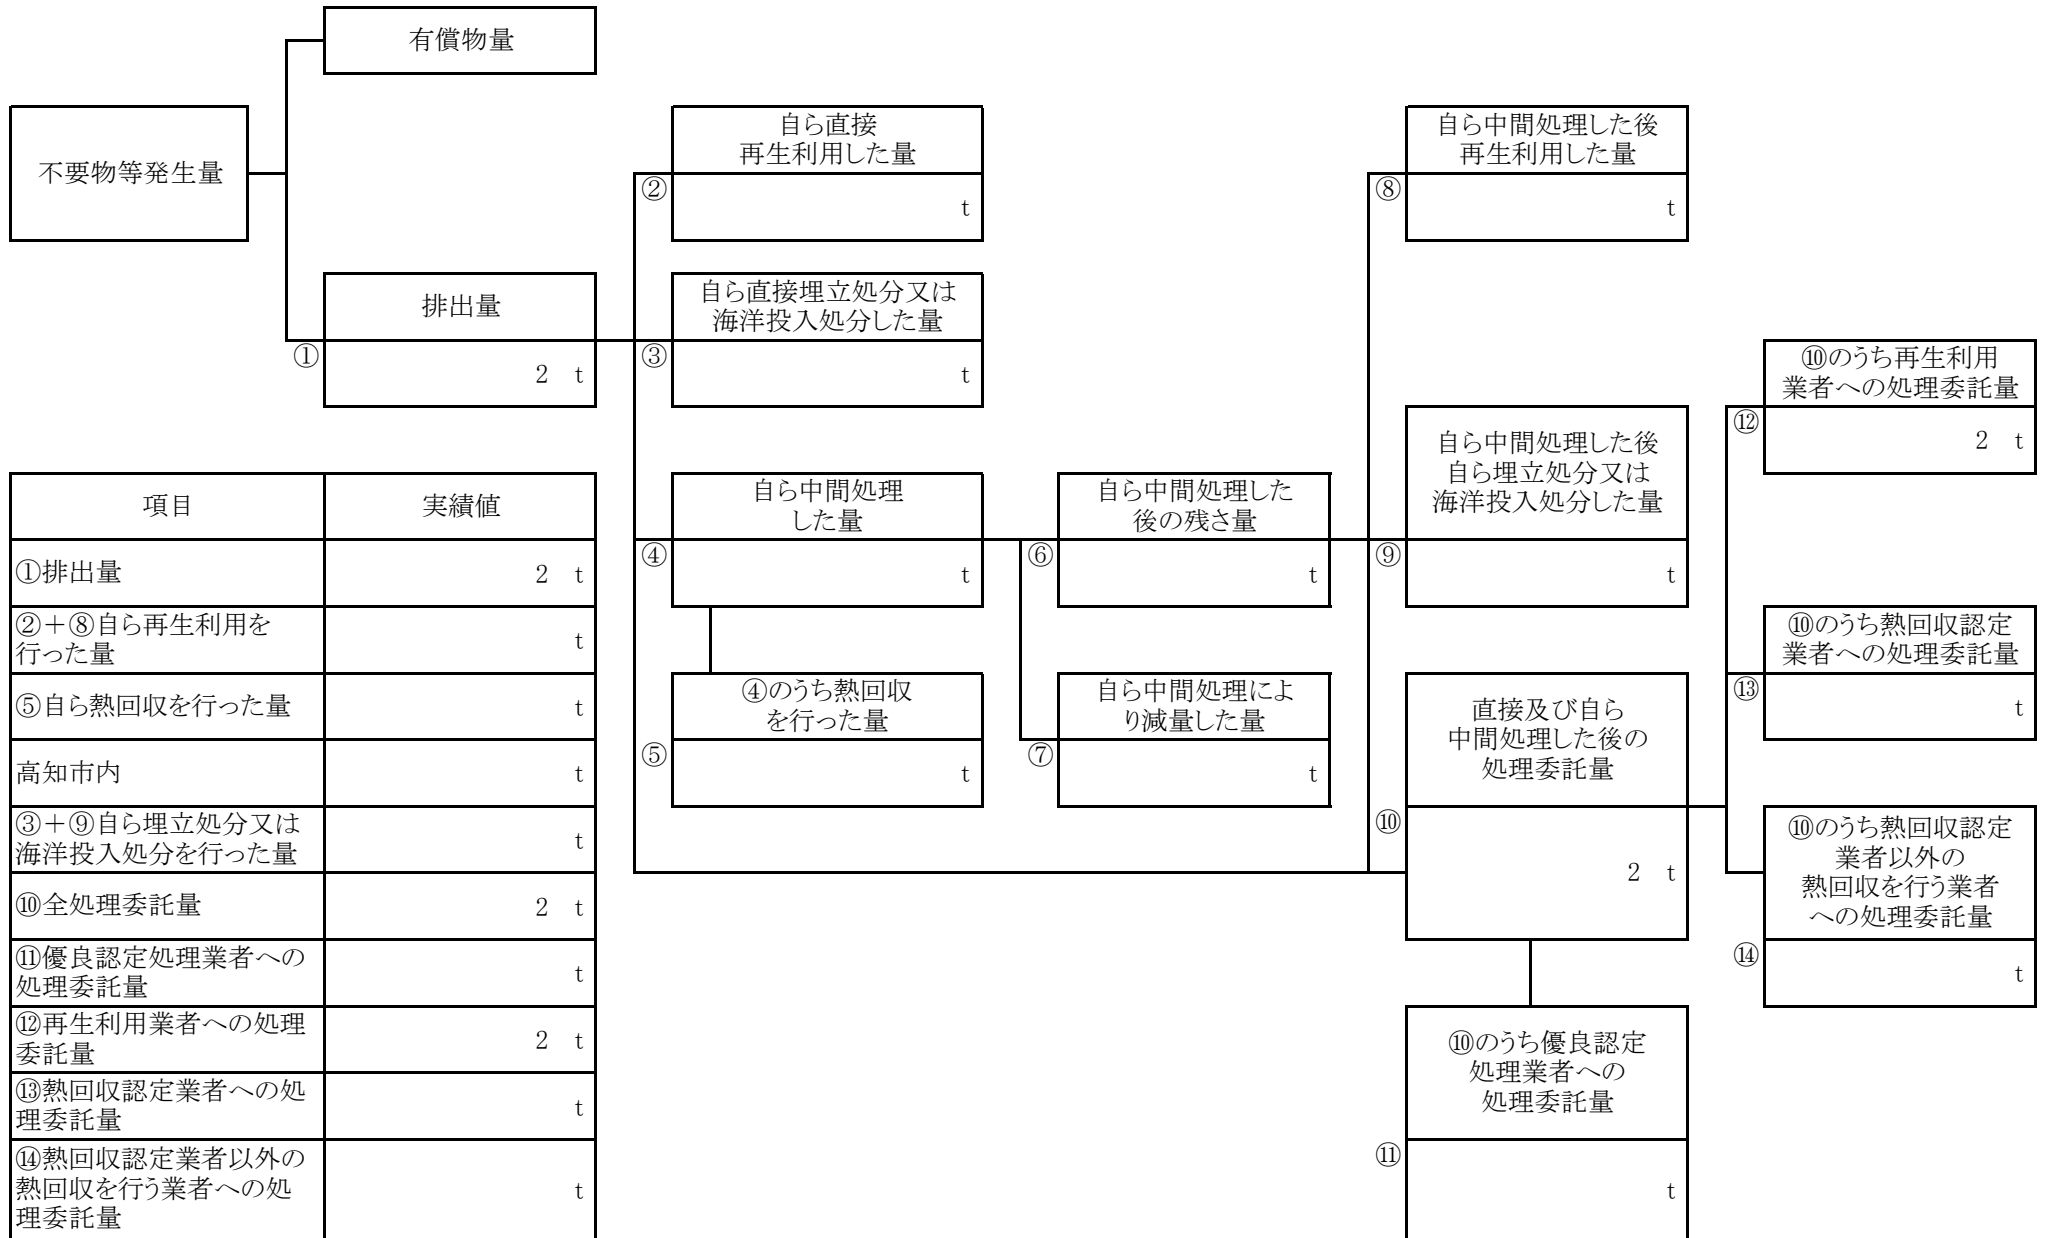 有償物量
不要物等発生量
自ら直接
再生利用した量
②
t
自ら中間処理した後
再生利用した量
⑧
t
排出量
①
2 t
自ら直接埋立処分又は
海洋投入処分した量
③
t
⑩のうち再生利用
業者への処理委託量
⑫
2 t
自ら中間処理
した量
④
t
自ら中間処理した
後の残さ量
⑥
t
自ら中間処理した後
自ら埋立処分又は
海洋投入処分した量
⑨
t
⑩のうち熱回収認定
業者への処理委託量
⑬
t
④のうち熱回収
を行った量
⑤
t
自ら中間処理によ
り減量した量
⑦
t
直接及び自ら
中間処理した後の
処理委託量
⑩
2 t
⑩のうち熱回収認定
業者以外の
熱回収を行う業者
への処理委託量
⑭
t
⑩のうち優良認定
処理業者への
処理委託量
⑪
t
項目 実績値
①排出量 2 t
②＋⑧自ら再生利用を
行った量 t
⑤自ら熱回収を行った量 t
高知市内 t
③＋⑨自ら埋立処分又は
海洋投入処分を行った量 t
⑩全処理委託量 2 t
⑪優良認定処理業者への
処理委託量 t
⑫再生利用業者への処理
委託量 2 t
⑬熱回収認定業者への処
理委託量 t
⑭熱回収認定業者以外の
熱回収を行う業者への処
理委託量 t